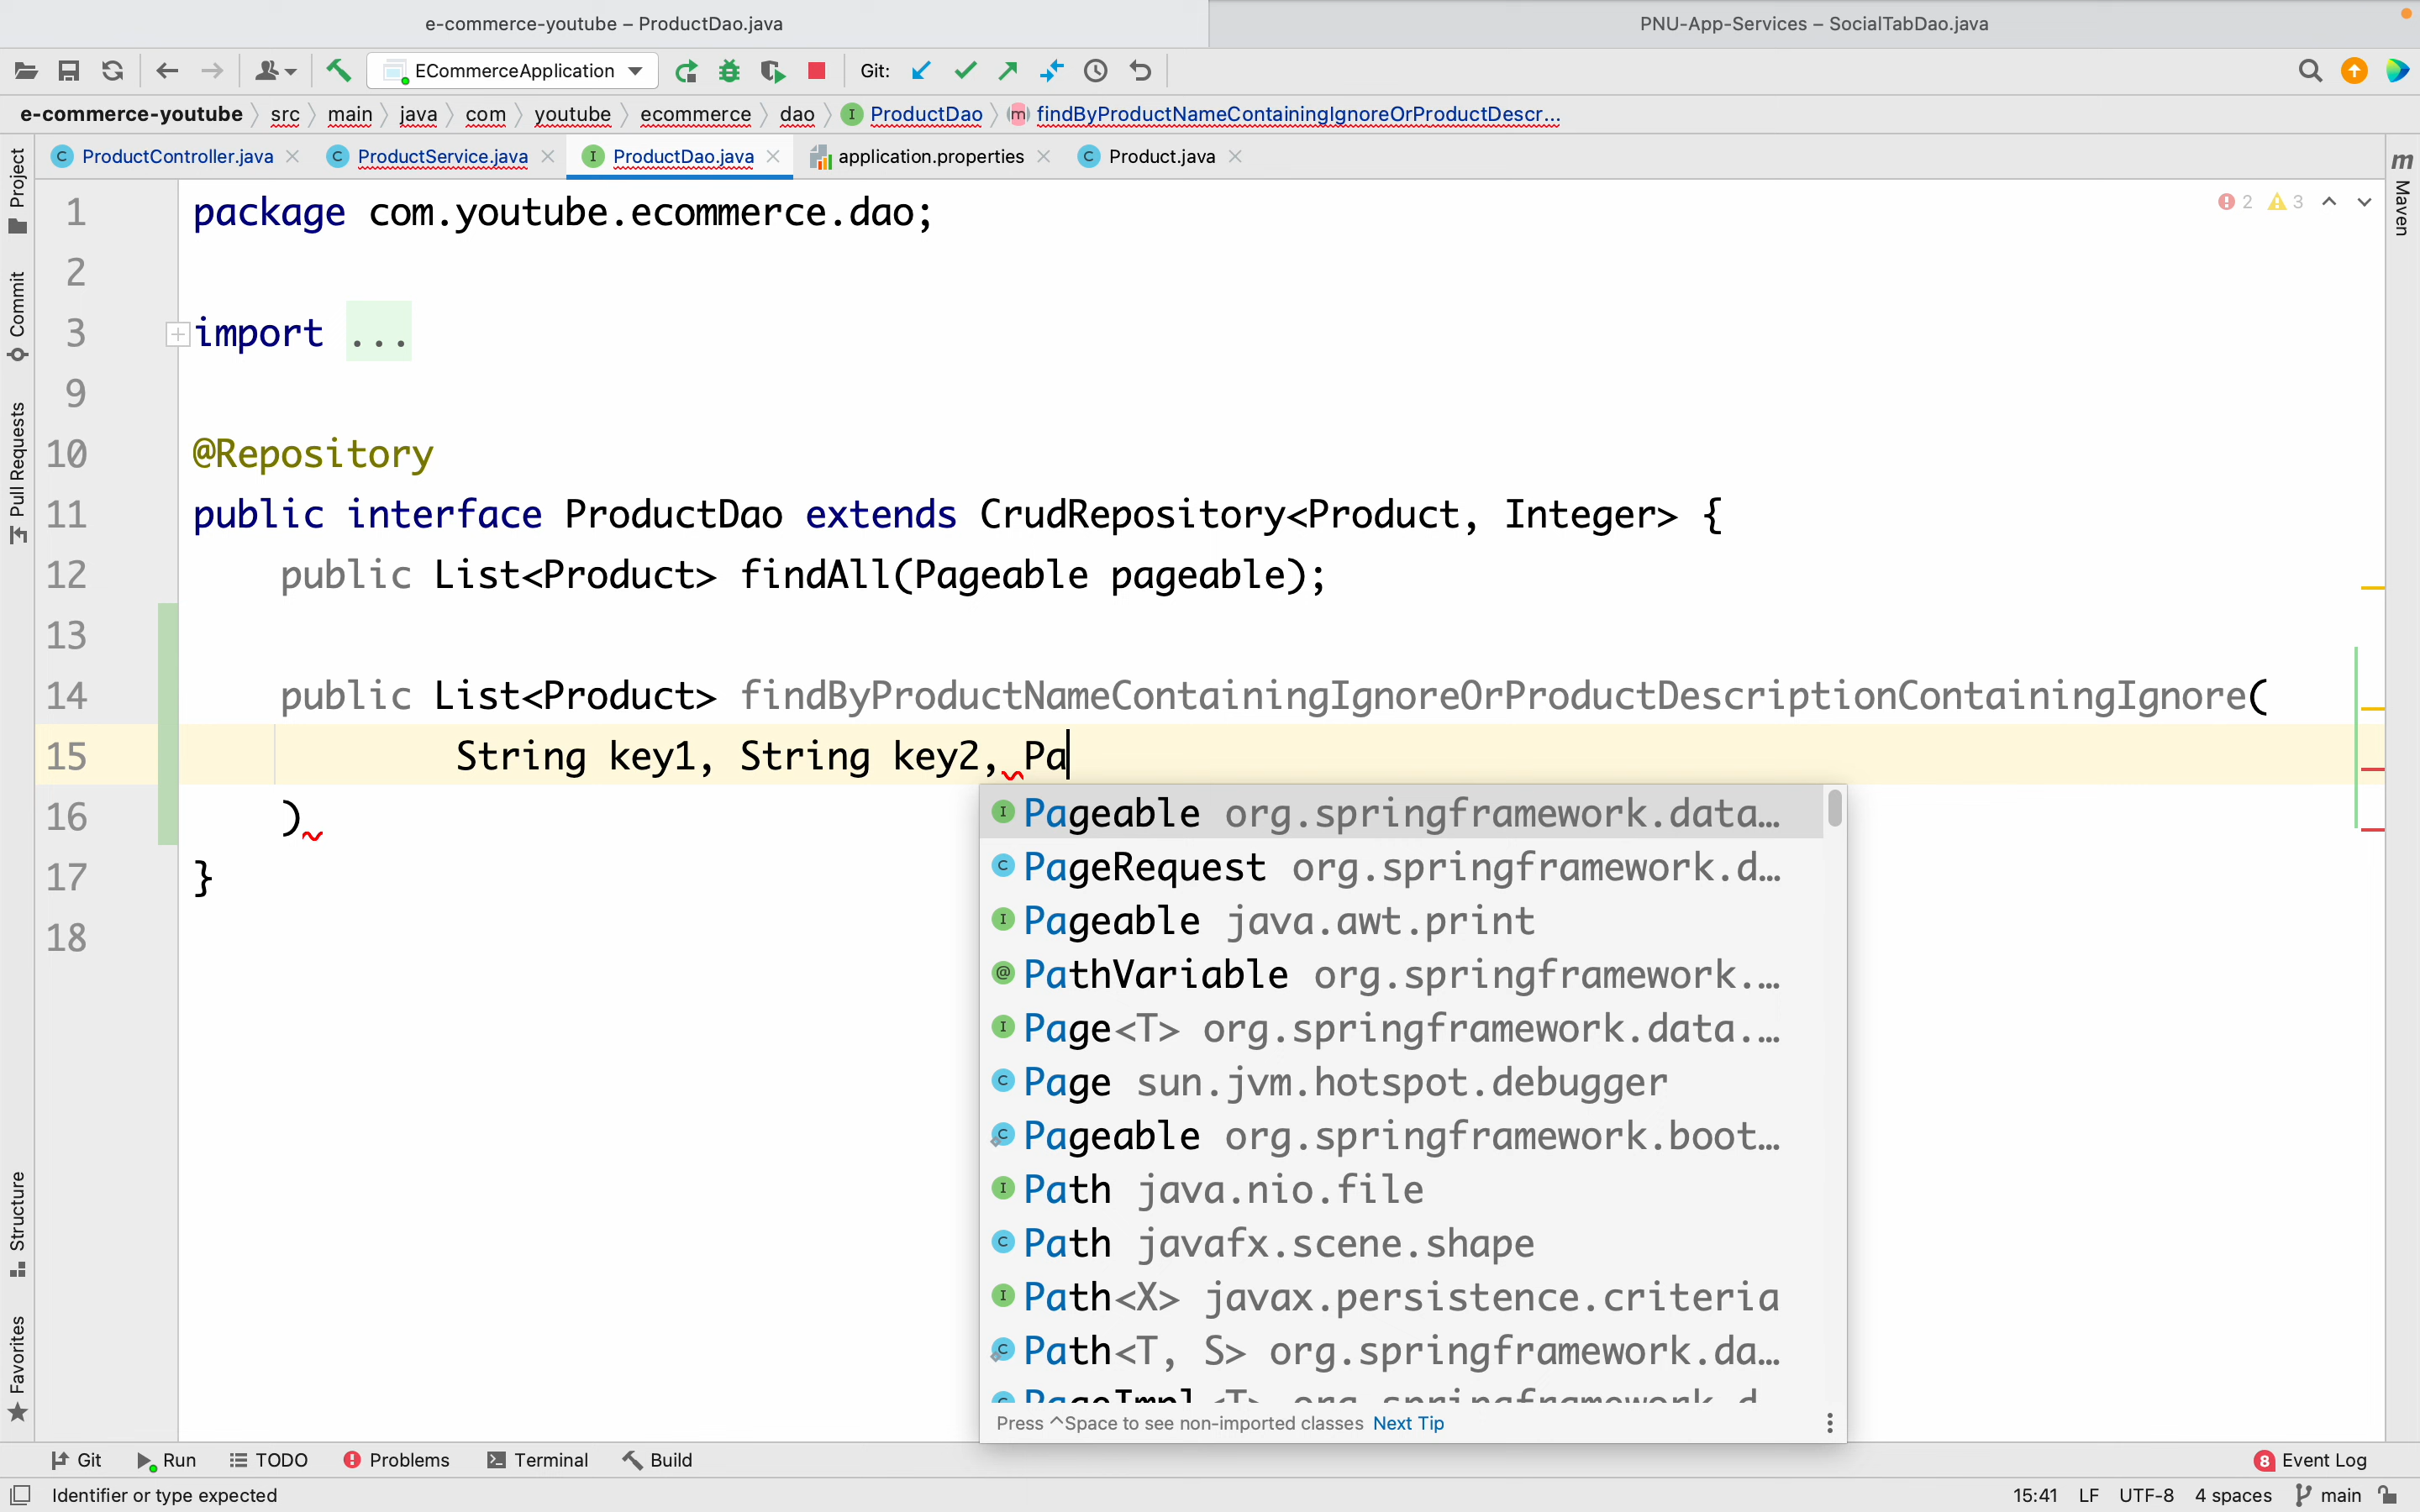 e-commerce-youtube – ProductDao.java
PNU-App-Services – SocialTabDao.java
ECommerceApplication
Git:
e-commerce-youtube
src
main
java
com
youtube
ecommerce
dao
I ProductDao
m findByProductNameContainingIgnoreOrProductDescr...
C ProductController.java
C ProductService.java
I ProductDao.java
application.properties
C Product.java
Project
Commit
Pull Requests
Structure
Favorites
m
Maven
2
3
1 package com.youtube.ecommerce.dao;
2
3 import ...
9
10 @Repository
11 public interface ProductDao extends CrudRepository<Product, Integer> {
12 public List<Product> findAll(Pageable pageable);
13
14 public List<Product> findByProductNameContainingIgnoreOrProductDescriptionContainingIgnore(
15 String key1, String key2, Pa
16 )
17 }
18
I Pageable org.springframework.data…
C PageRequest org.springframework.d…
I Pageable java.awt.print
@ PathVariable org.springframework.…
I Page<T> org.springframework.data.…
C Page sun.jvm.hotspot.debugger
C Pageable org.springframework.boot…
I Path java.nio.file
C Path javafx.scene.shape
I Path<X> javax.persistence.criteria
C Path<T, S> org.springframework.da…
Press ^Space to see non-imported classes Next Tip
Git
Run
TODO
Problems
Terminal
Build
8 Event Log
Identifier or type expected
15:41 LF UTF-8 4 spaces main